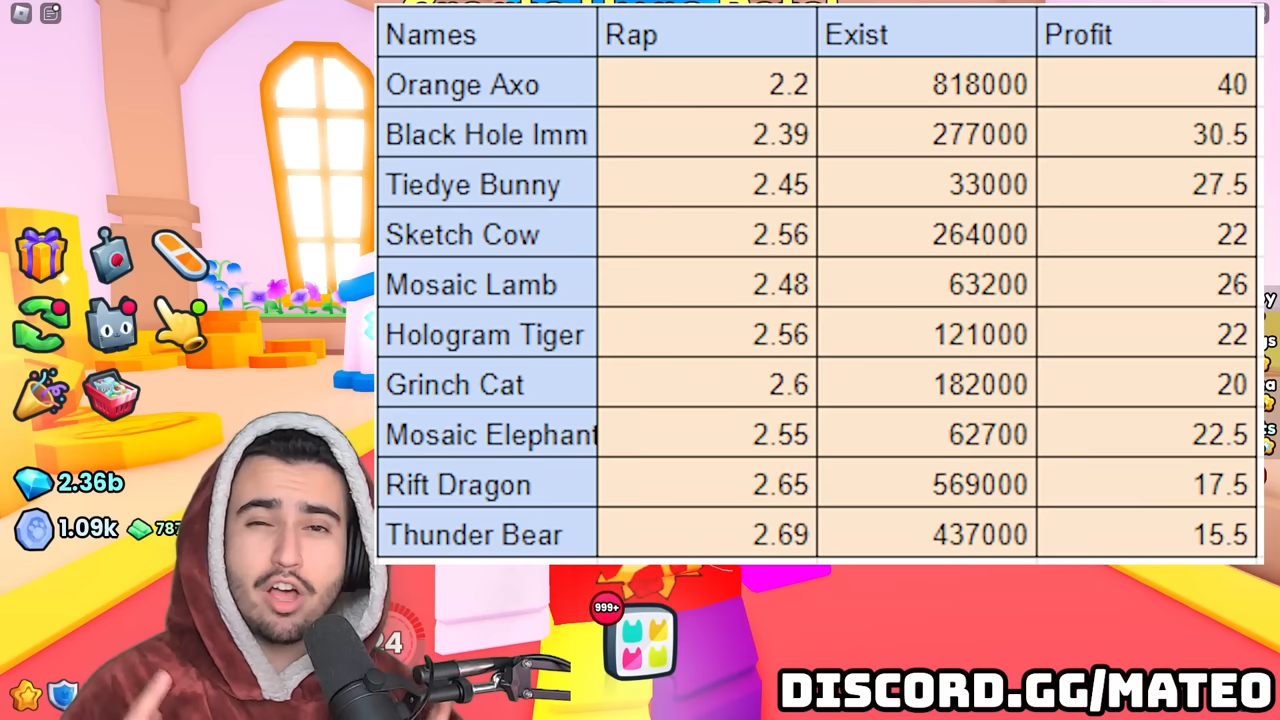 Names Rap Exist Profit
Orange Axo 2.2 818000 40
Black Hole Imm 2.39 277000 30.5
Tiedye Bunny 2.45 33000 27.5
Sketch Cow 2.56 264000 22
Mosaic Lamb 2.48 63200 26
Hologram Tiger 2.56 121000 22
Grinch Cat 2.6 182000 20
Mosaic Elephant 2.55 62700 22.5
Rift Dragon 2.65 569000 17.5
Thunder Bear 2.69 437000 15.5
2.36b
1.09k 787
999+
24
DISCORD.GG/MATEO